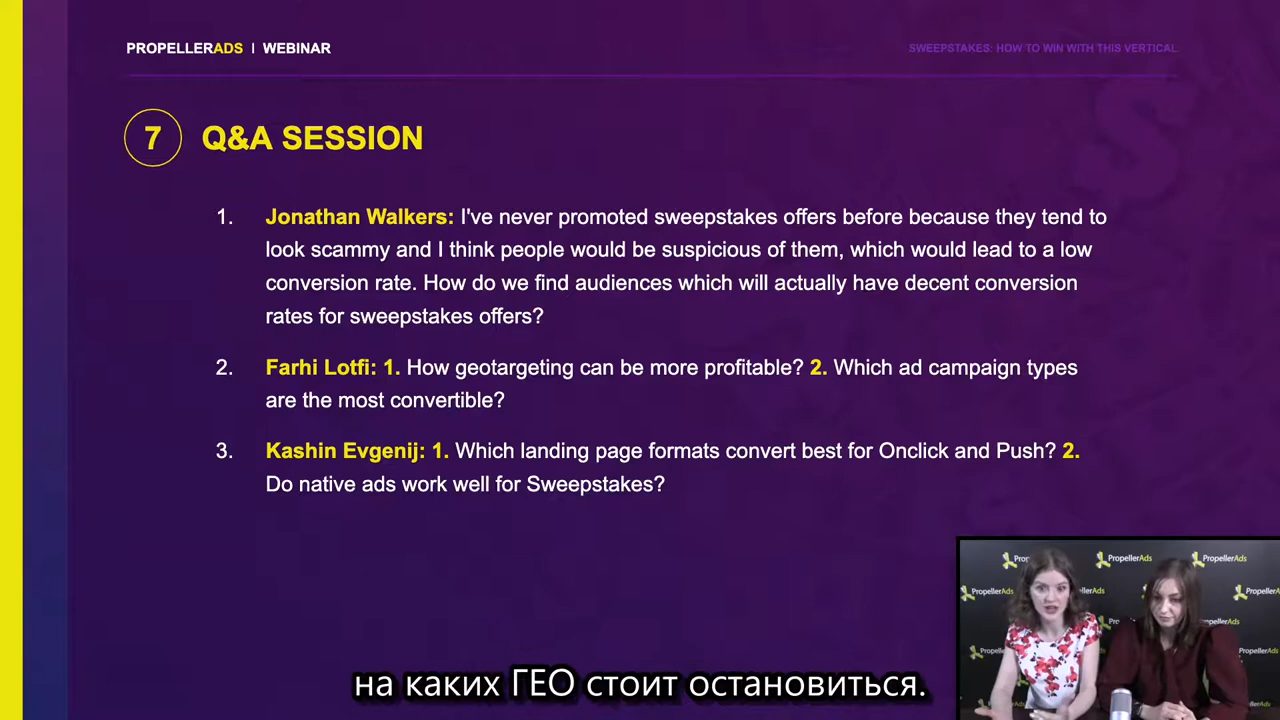 PROPELLERADS | WEBINAR
SWEEPSTAKES: HOW TO WIN WITH THIS VERTICAL
7 Q&A SESSION
1. Jonathan Walkers: I've never promoted sweepstakes offers before because they tend to
look scammy and I think people would be suspicious of them, which would lead to a low
conversion rate. How do we find audiences which will actually have decent conversion
rates for sweepstakes offers?
2. Farhi Lotfi: 1. How geotargeting can be more profitable? 2. Which ad campaign types
are the most convertible?
3. Kashin Evgenij: 1. Which landing page formats convert best for Onclick and Push? 2.
Do native ads work well for Sweepstakes?
PropellerAds
PropellerAds
PropellerAds
PropellerAds
на каких ГЕО стоит остановиться.